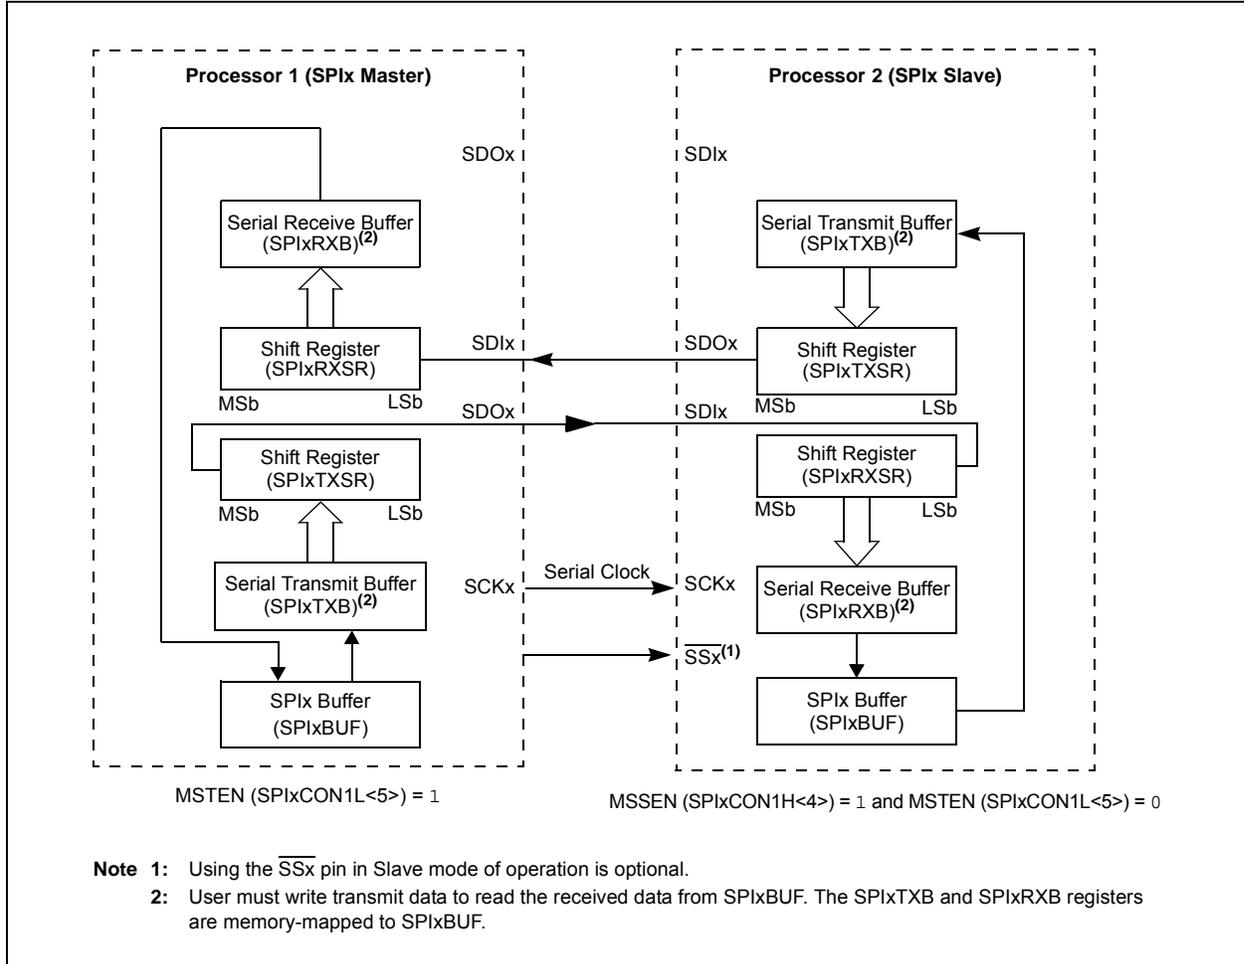 Processor 1 (SPIx Master)
SDOx
Serial Receive Buffer
(SPIxRXB)(2)
Shift Register
(SPIxRXSR)
MSb
LSb
SDIx
SDOx
Shift Register
(SPIxTXSR)
MSb
LSb
Serial Transmit Buffer
(SPIxTXB)(2)
SCKx
SPIx Buffer
(SPIxBUF)
MSTEN (SPIxCON1L<5>) = 1
Serial Clock
Processor 2 (SPIx Slave)
SDIx
Serial Transmit Buffer
(SPIxTXB)(2)
SDOx
Shift Register
(SPIxTXSR)
MSb
LSb
SDIx
Shift Register
(SPIxRXSR)
MSb
LSb
SCKx
Serial Receive Buffer
(SPIxRXB)(2)
SSx(1)
SPIx Buffer
(SPIxBUF)
MSSEN (SPIxCON1H<4>) = 1 and MSTEN (SPIxCON1L<5>) = 0
Note 1: Using the SSx pin in Slave mode of operation is optional.
2: User must write transmit data to read the received data from SPIxBUF. The SPIxTXB and SPIxRXB registers
are memory-mapped to SPIxBUF.